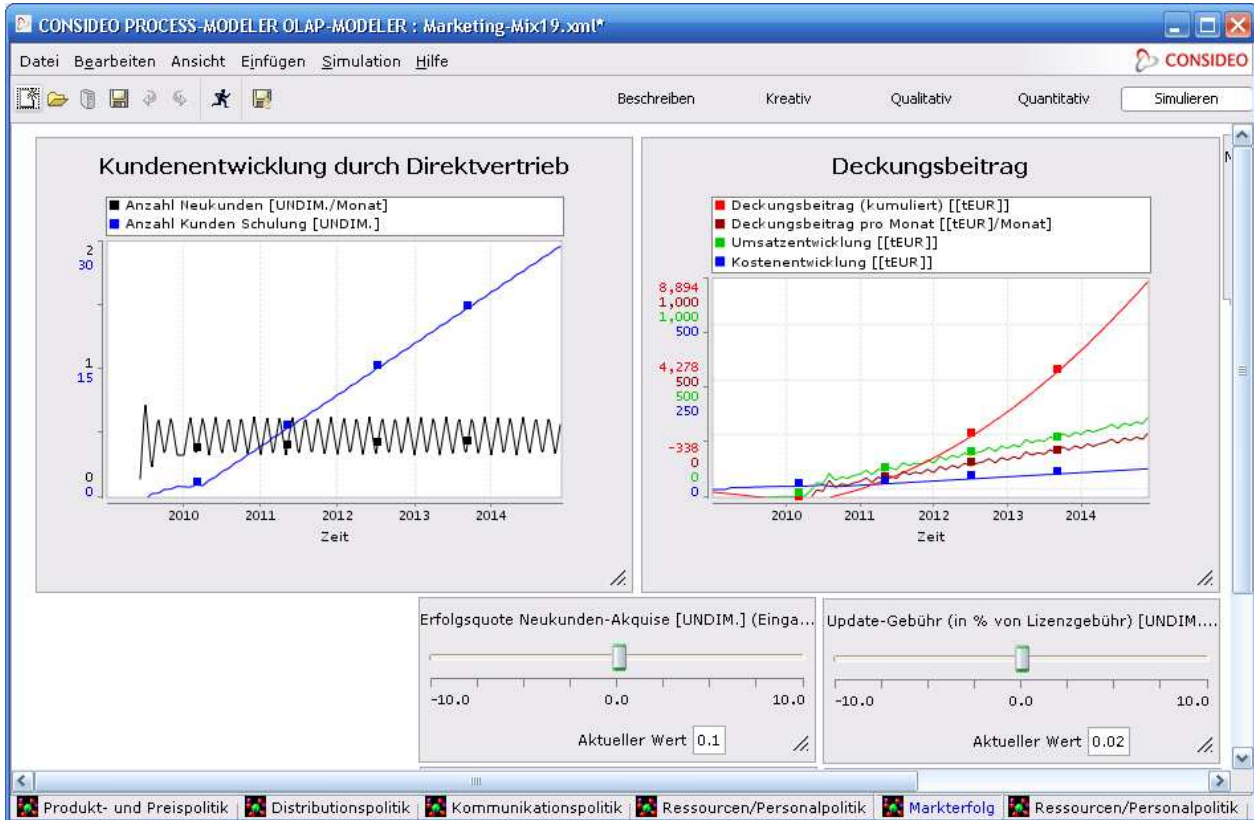 CONSIDEO PROCESS-MODELER OLAP-MODELER : Marketing-Mix19.xml*
Datei Bearbeiten Ansicht Einfügen Simulation Hilfe
CONSIDEO
Beschreiben Kreativ Qualitativ Quantitativ Simulieren
Kundenentwicklung durch Direktvertrieb
Anzahl Neukunden [UNDIM./Monat]
Anzahl Kunden Schulung [UNDIM.]
2
30
1
15
0
0
2010 2011 2012 2013 2014
Zeit
Deckungsbeitrag
Deckungsbeitrag (kumuliert) [[tEUR]]
Deckungsbeitrag pro Monat [[tEUR]/Monat]
Umsatzentwicklung [[tEUR]]
Kostenentwicklung [[tEUR]]
8,894
1,000
1,000
500
4,278
500
500
250
-338
0
0
0
2010 2011 2012 2013 2014
Zeit
Erfolgsquote Neukunden-Akquise [UNDIM.] (Einga...
-10.0 0.0 10.0
Aktueller Wert 0.1
Update-Gebühr (in % von Lizenzgebühr) [UNDIM....
-10.0 0.0 10.0
Aktueller Wert 0.02
Produkt- und Preispolitik Distributionspolitik Kommunikationspolitik Ressourcen/Personalpolitik Markterfolg Ressourcen/Personalpolitik